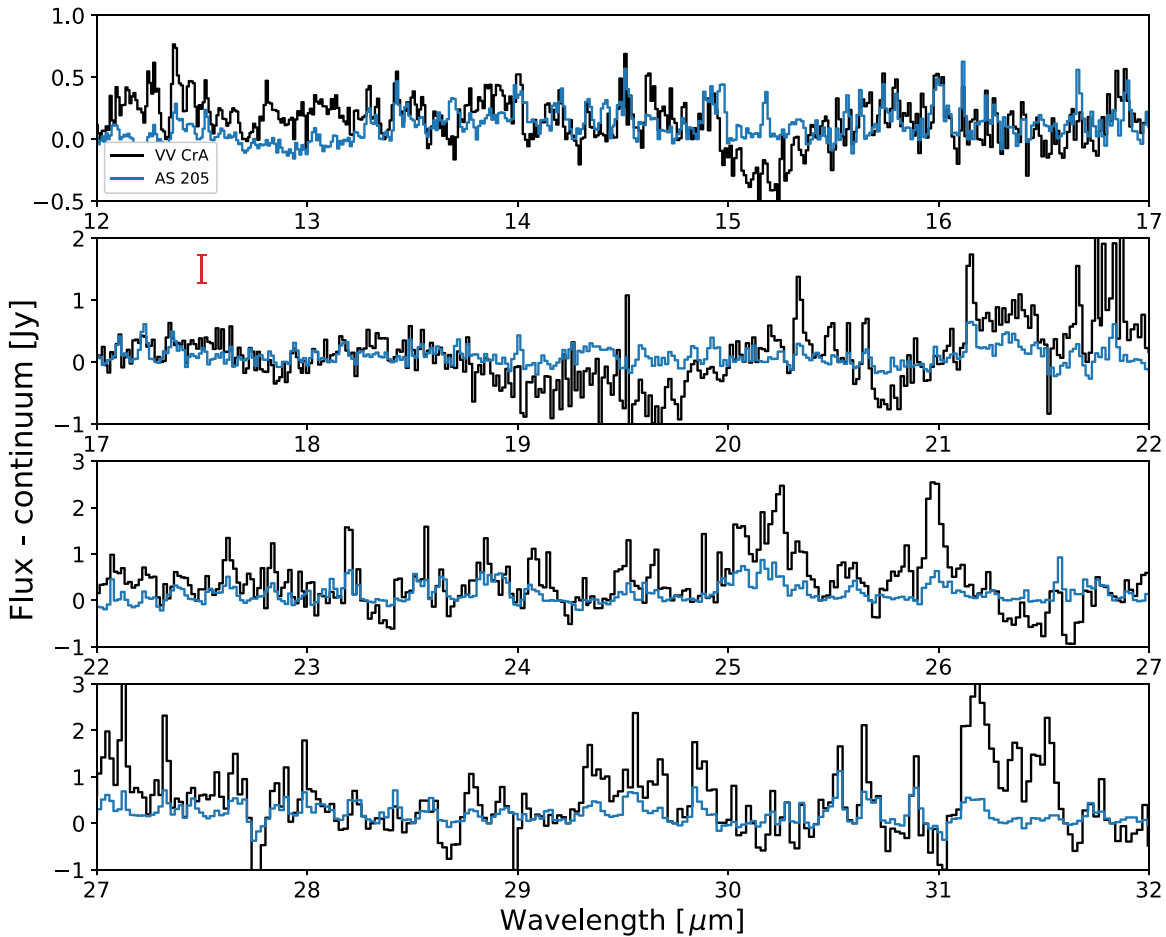 1.0
0.5
0.0
−0.5
VV CrA
AS 205
12 13 14 15 16 17
2
1
0
−1
17 18 19 20 21 22
3
2
1
0
−1
22 23 24 25 26 27
3
2
1
0
−1
27 28 29 30 31 32
Flux - continuum [Jy]
Wavelength [μm]